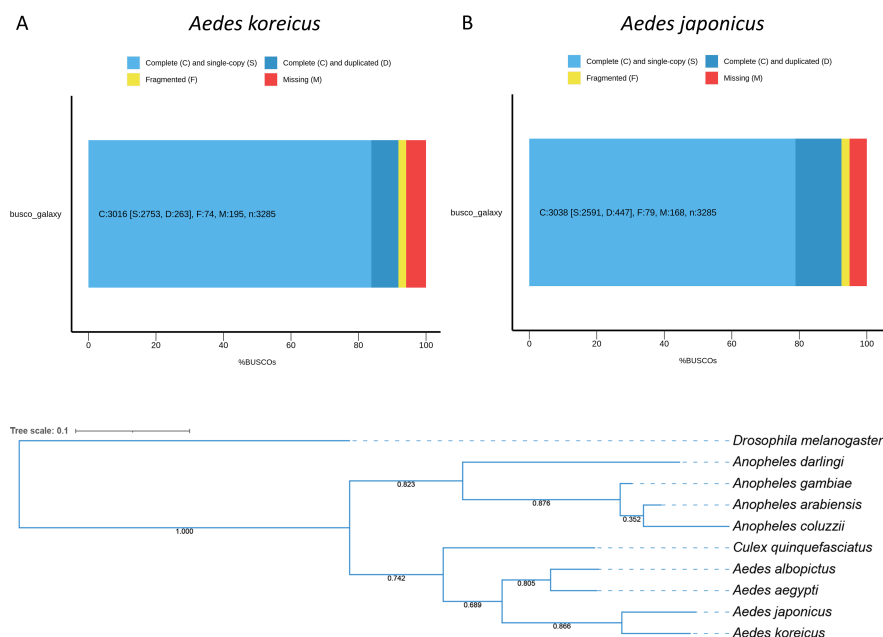 A
Aedes koreicus
Complete (C) and single-copy (S)
Complete (C) and duplicated (D)
Fragmented (F)
Missing (M)
busco_galaxy
C:3016 [S:2753, D:263], F:74, M:195, n:3285
0
20
40
60
80
100
%BUSCOs
B
Aedes japonicus
Complete (C) and single-copy (S)
Complete (C) and duplicated (D)
Fragmented (F)
Missing (M)
busco_galaxy
C:3038 [S:2591, D:447], F:79, M:168, n:3285
0
20
40
60
80
100
%BUSCOs
Tree scale: 0.1
Drosophila melanogaster
Anopheles darlingi
0.823
Anopheles gambiae
0.876
Anopheles arabiensis
0.352
Anopheles coluzzii
1.000
Culex quinquefasciatus
Aedes albopictus
0.742
0.805
Aedes aegypti
0.689
Aedes japonicus
0.866
Aedes koreicus